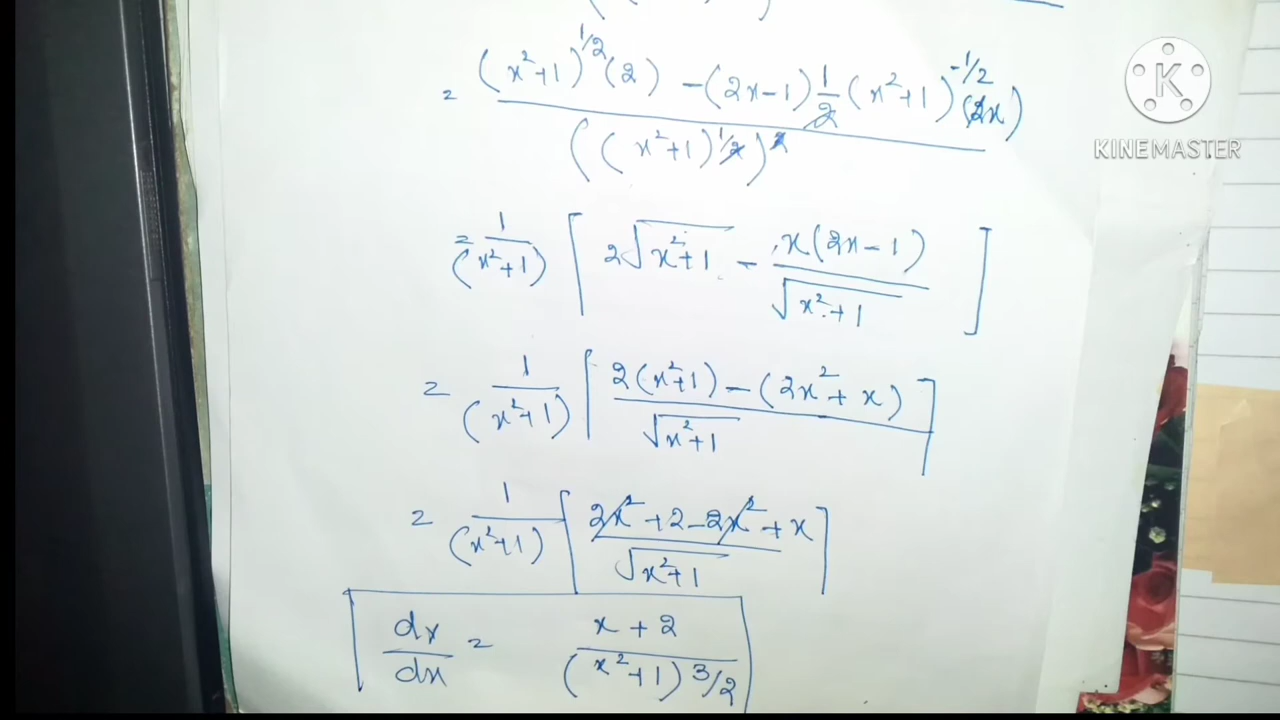 = (x²+1)^1/2 (2) - (2x-1) 1/2 (x²+1)^-1/2 (2x) / ((x²+1)^1/2)^2
K
KINEMASTER
= 1/(x²+1) [ 2√x²+1 - x(2x-1)/√x²+1 ]
= 1/(x²+1) [ 2(x²+1) - (2x²+x) / √x²+1 ]
= 1/(x²+1) [ 2x²+2-2x²+x / √x²+1 ]
dy/dx = x+2 / (x²+1)^3/2